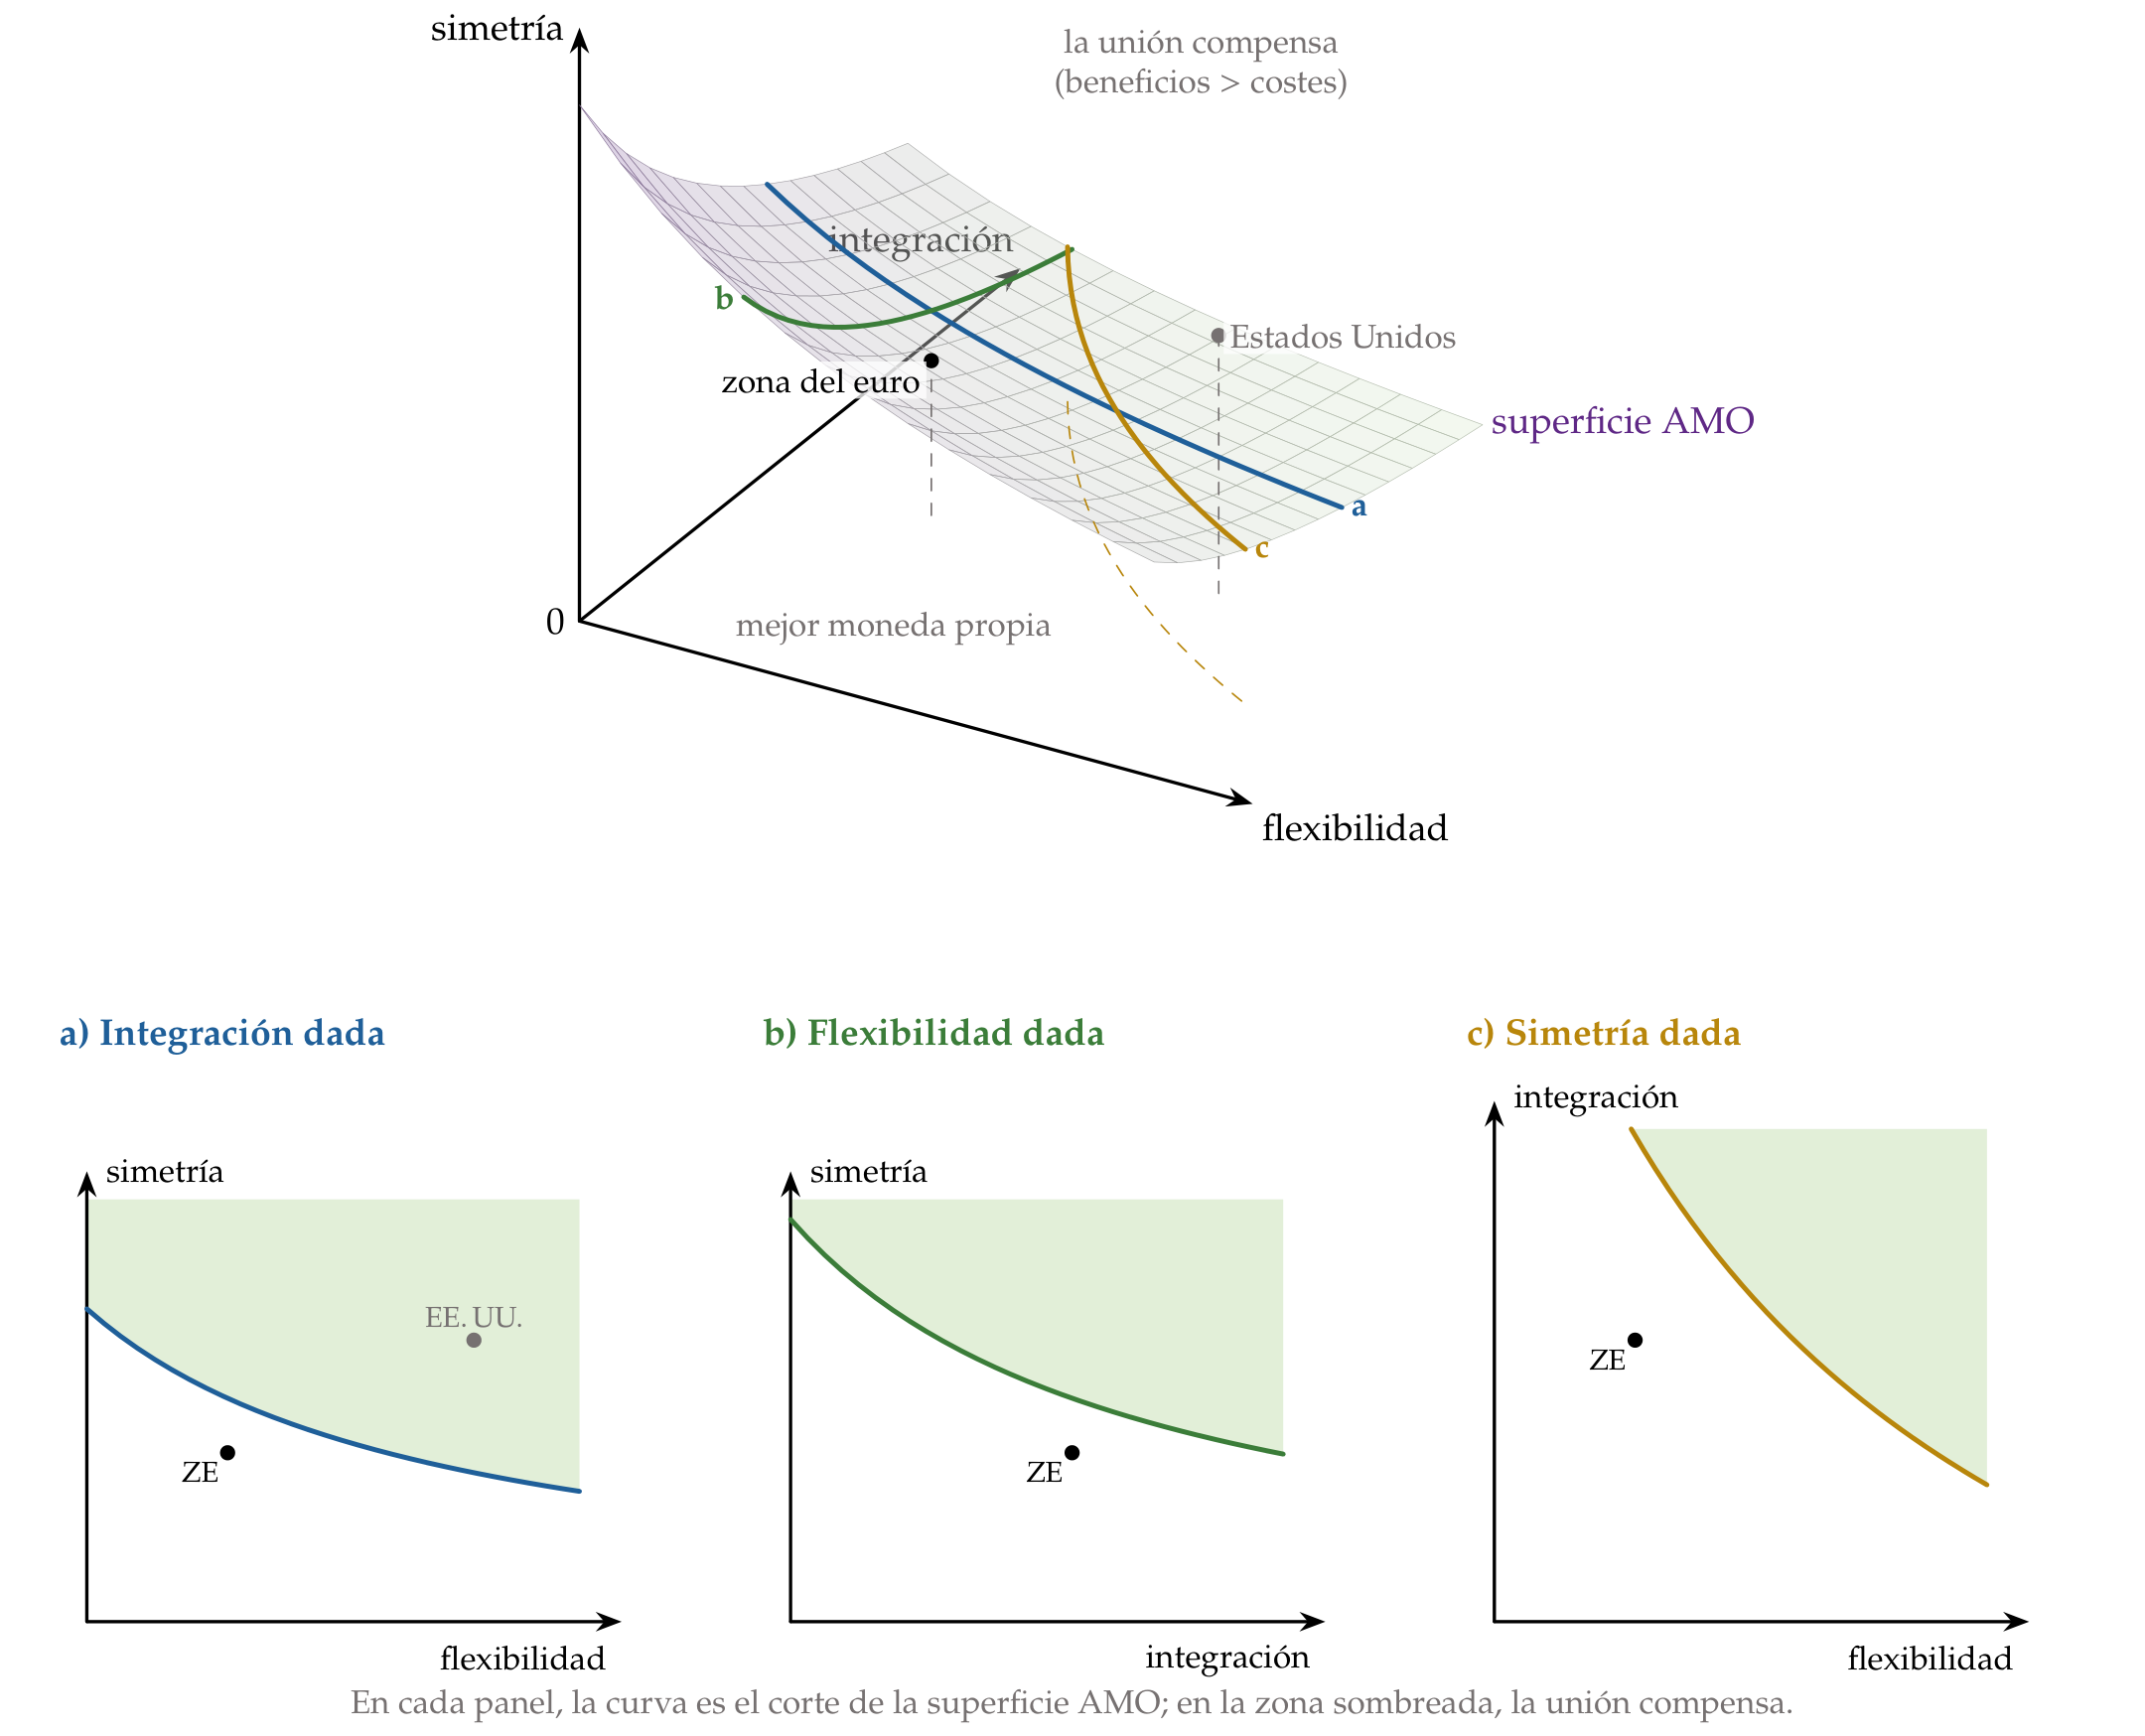 simetría
la unión compensa
(beneficios > costes)
integración
b
Estados Unidos
zona del euro
superficie AMO
a
c
0
mejor moneda propia
flexibilidad
a) Integración dada
b) Flexibilidad dada
c) Simetría dada
simetría
EE. UU.
ZE
flexibilidad
simetría
ZE
integración
integración
ZE
flexibilidad
En cada panel, la curva es el corte de la superficie AMO; en la zona sombreada, la unión compensa.